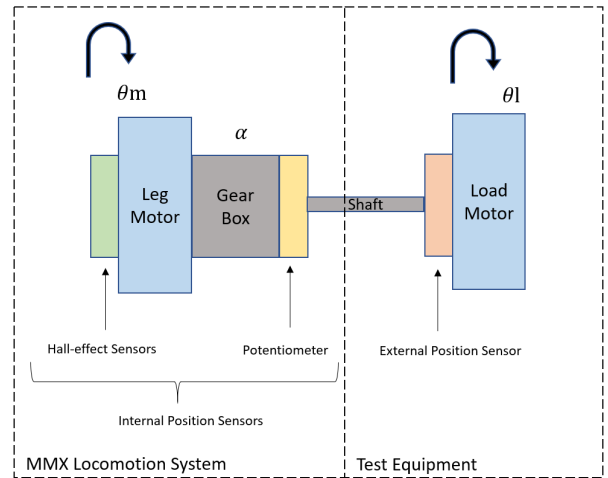 θm
θl
α
Leg
Motor
Gear
Box
Shaft
Load
Motor
Hall-effect Sensors
Potentiometer
External Position Sensor
Internal Position Sensors
MMX Locomotion System
Test Equipment